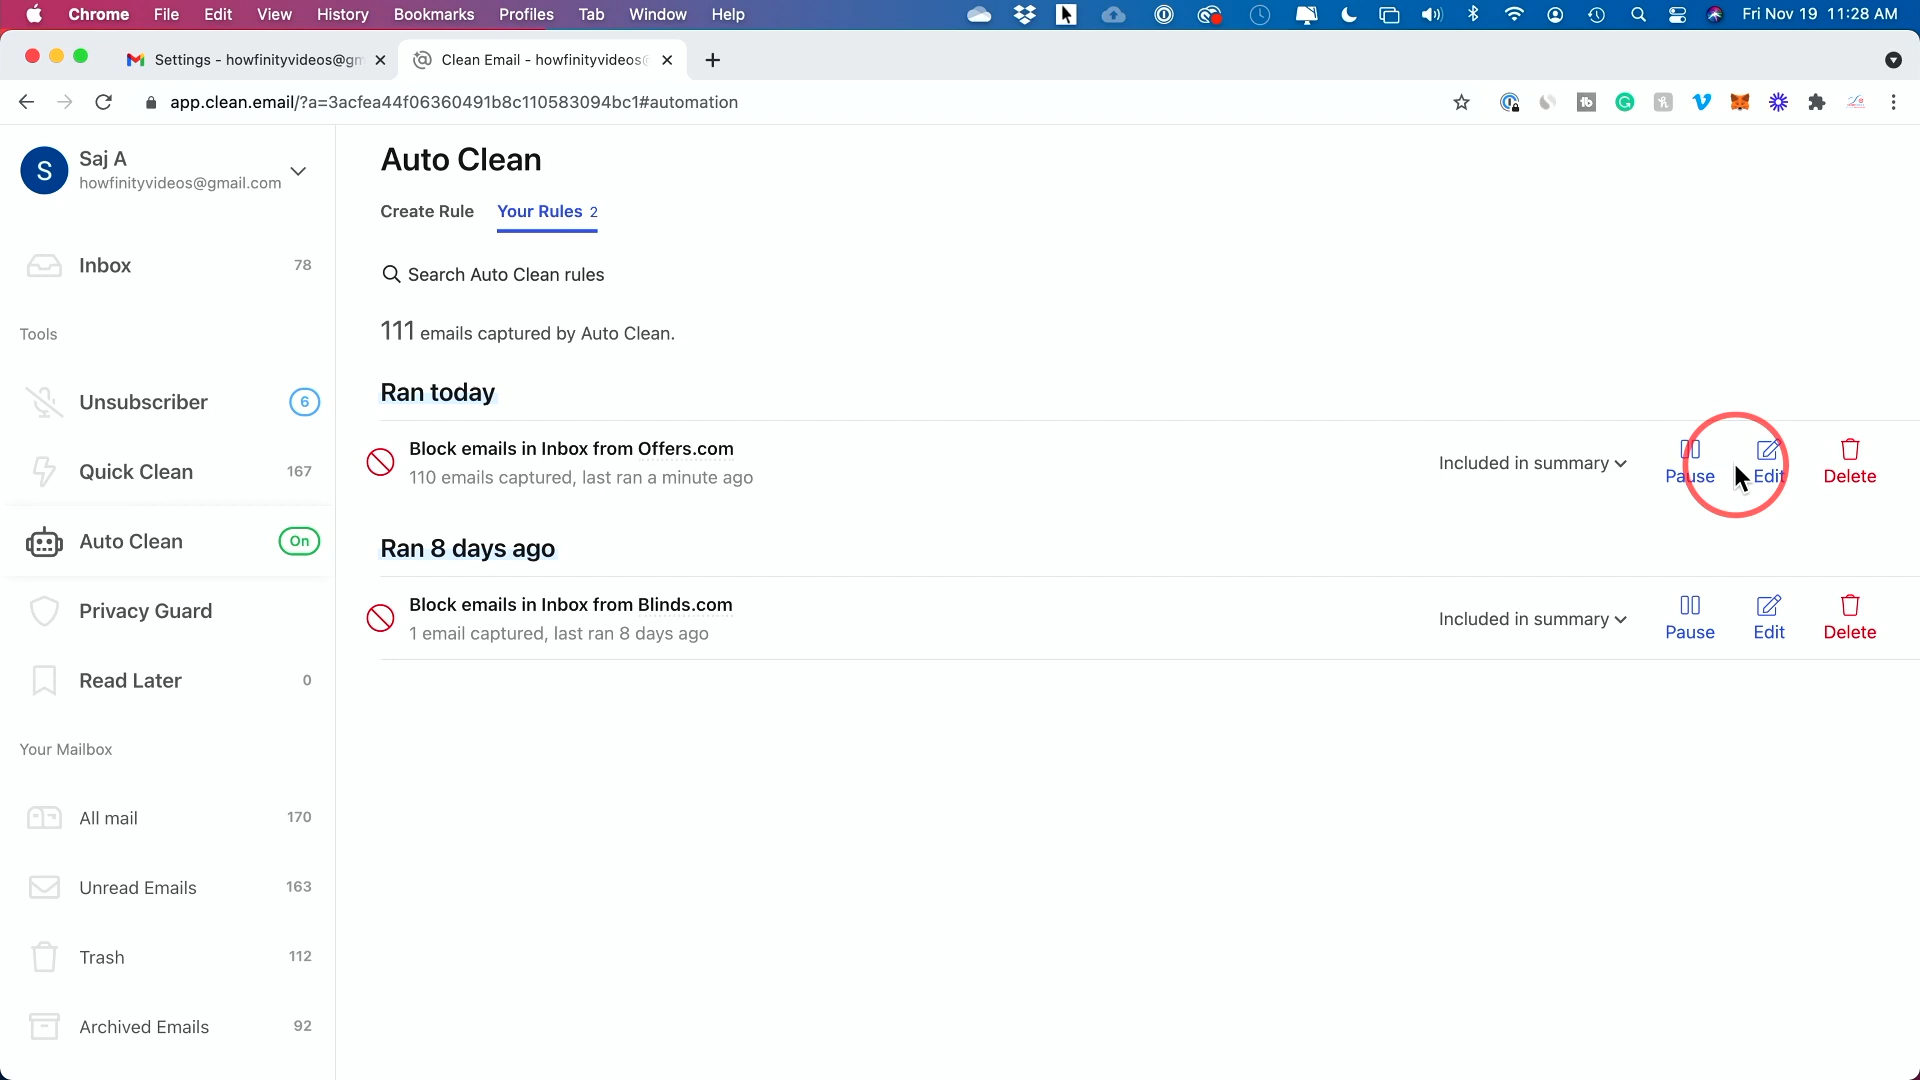 Chrome File Edit View History Bookmarks Profiles Tab Window Help Fri Nov 19 11:28 AM
Settings - howfinityvideos@gm Clean Email - howfinityvideos@
app.clean.email/?a=3acfea44f06360491b8c110583094bc1#automation
S
Saj A
howfinityvideos@gmail.com
Inbox 78
Tools
Unsubscriber 6
Quick Clean 167
Auto Clean On
Privacy Guard
Read Later 0
Your Mailbox
All mail 170
Unread Emails 163
Trash 112
Archived Emails 92
Auto Clean
Create Rule Your Rules 2
Search Auto Clean rules
111 emails captured by Auto Clean.
Ran today
Block emails in Inbox from Offers.com
110 emails captured, last ran a minute ago
Included in summary Pause Edit Delete
Ran 8 days ago
Block emails in Inbox from Blinds.com
1 email captured, last ran 8 days ago
Included in summary Pause Edit Delete